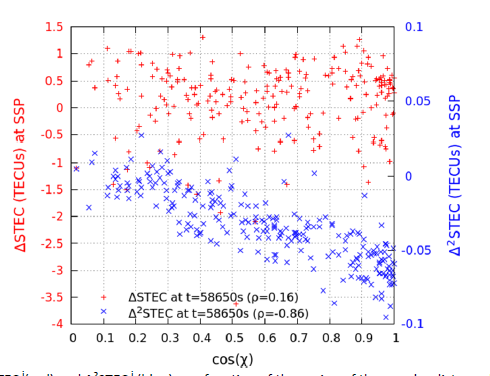 ΔSTEC (TECUs) at SSP
1.5
1
0.5
0
-0.5
-1
-1.5
-2
-2.5
-3
-3.5
-4
0.1
0.05
0
-0.05
-0.1
Δ²STEC (TECUs) at SSP
ΔSTEC at t=58650s (ρ=0.16)
Δ²STEC at t=58650s (ρ=-0.86)
0 0.1 0.2 0.3 0.4 0.5 0.6 0.7 0.8 0.9 1
cos(χ)